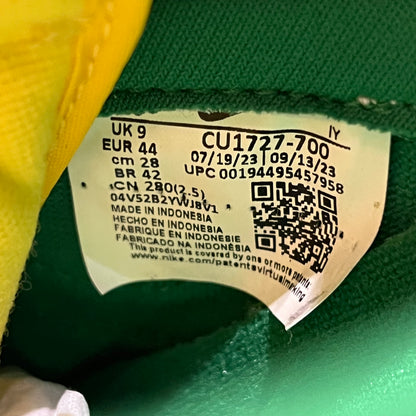 IY
UK 9
EUR 44
cm 28
BR 42
CN 280(2.5)
CU1727-700
07/19/23 | 09/13/23
UPC 00194495457958
04V52B2YWJBV1
MADE IN INDONESIA
HECHO EN INDONESIA
FABRIQUE EN INDONESIE
FABRICADO NA INDONÉSIA
This product is covered by one or more
www.nike.com/patents
virtualmarking